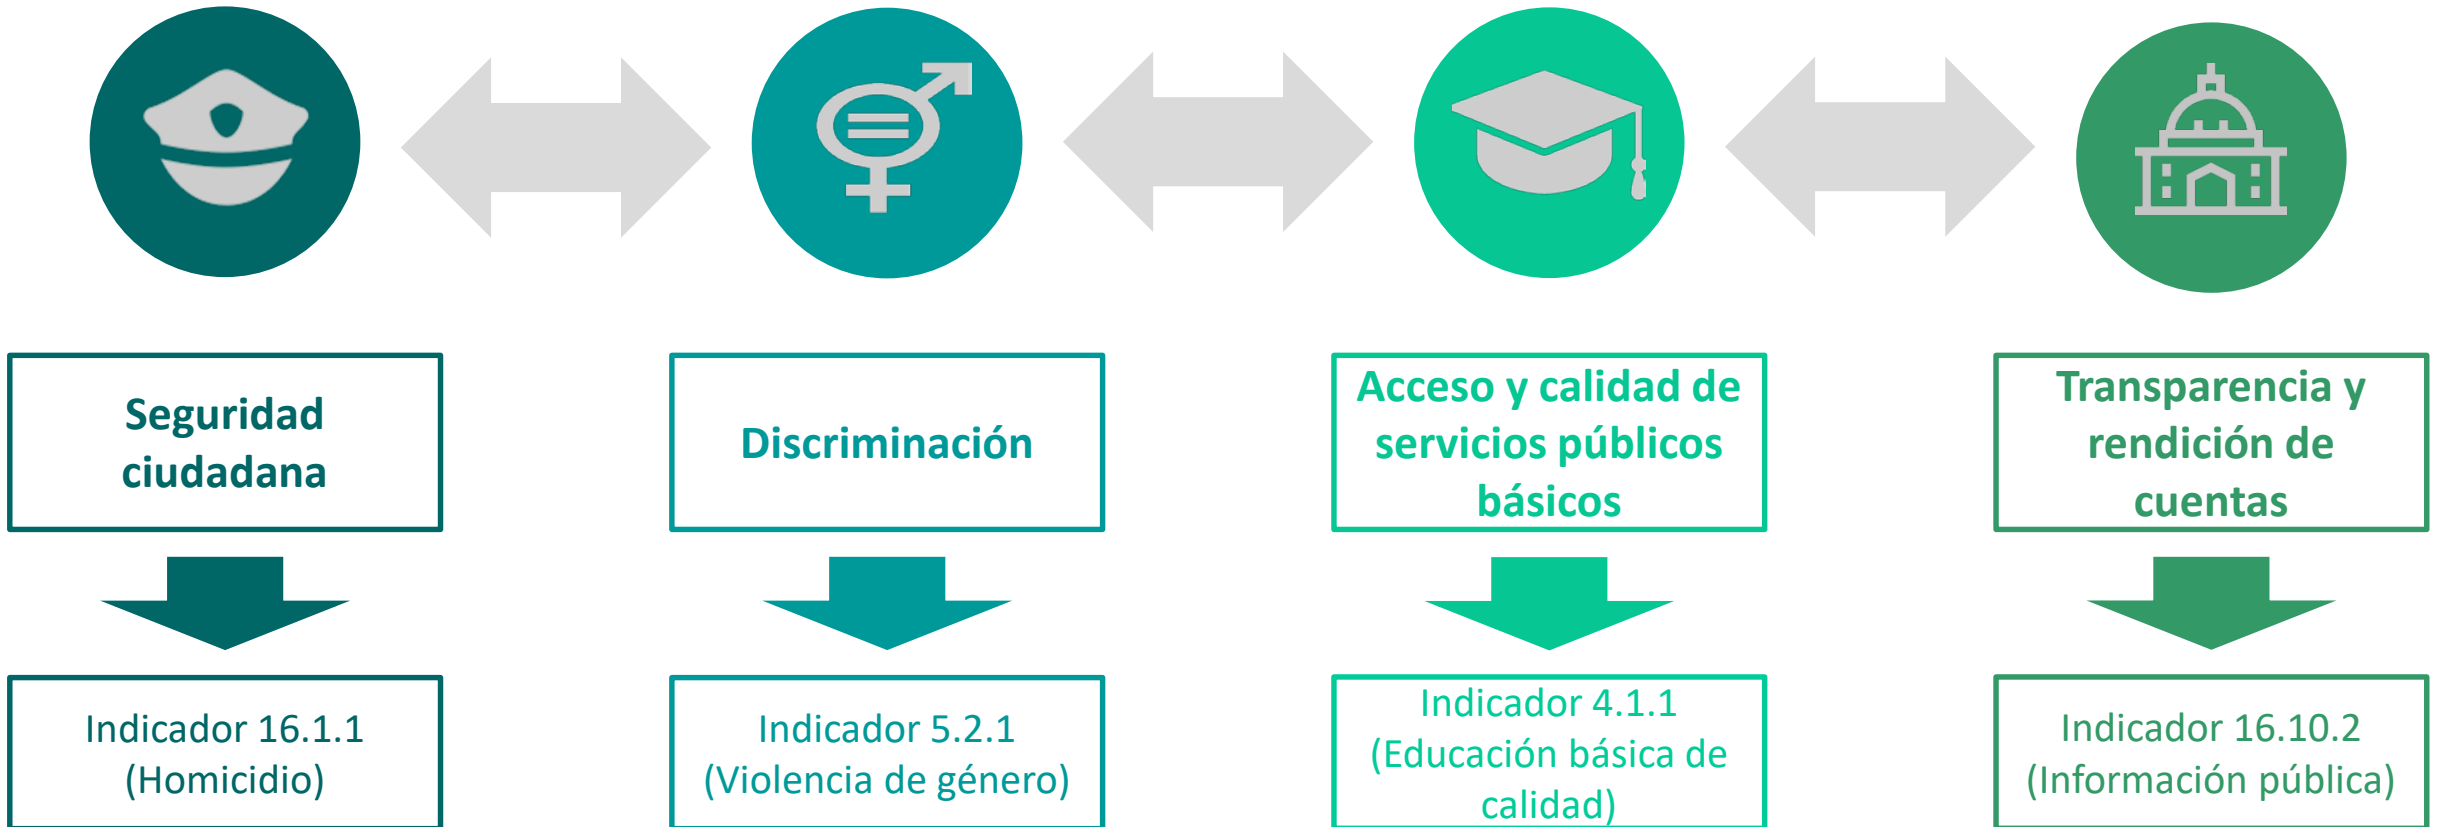 Seguridad
ciudadana
Discriminación
Acceso y calidad de
servicios públicos
básicos
Transparencia y
rendición de
cuentas
Indicador 16.1.1
(Homicidio)
Indicador 5.2.1
(Violencia de género)
Indicador 4.1.1
(Educación básica de
calidad)
Indicador 16.10.2
(Información pública)